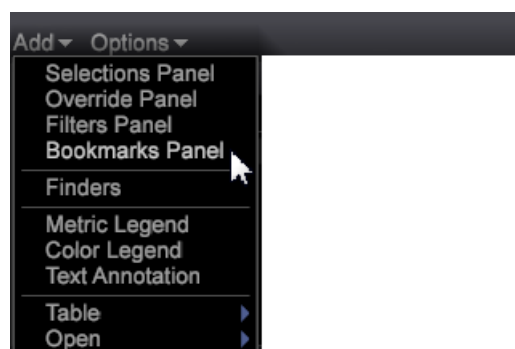 Add Options
Selections Panel
Override Panel
Filters Panel
Bookmarks Panel
Finders
Metric Legend
Color Legend
Text Annotation
Table
Open